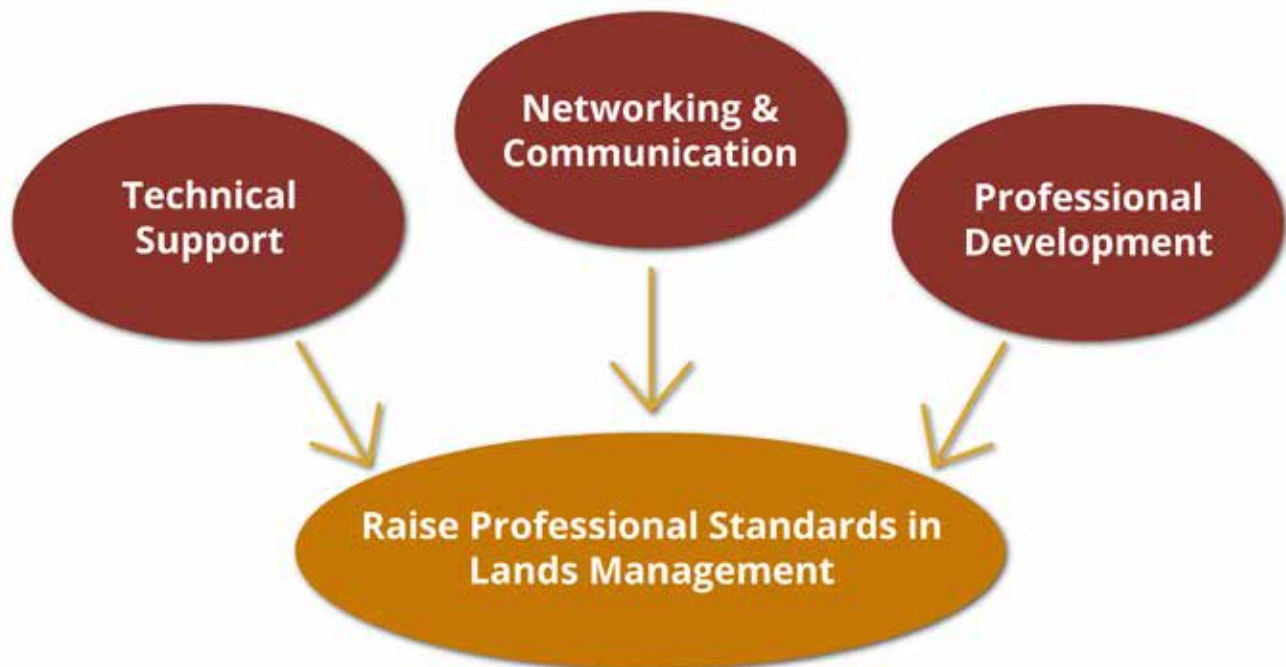 Technical
Support
Networking &
Communication
Professional
Development
Raise Professional Standards in
Lands Management